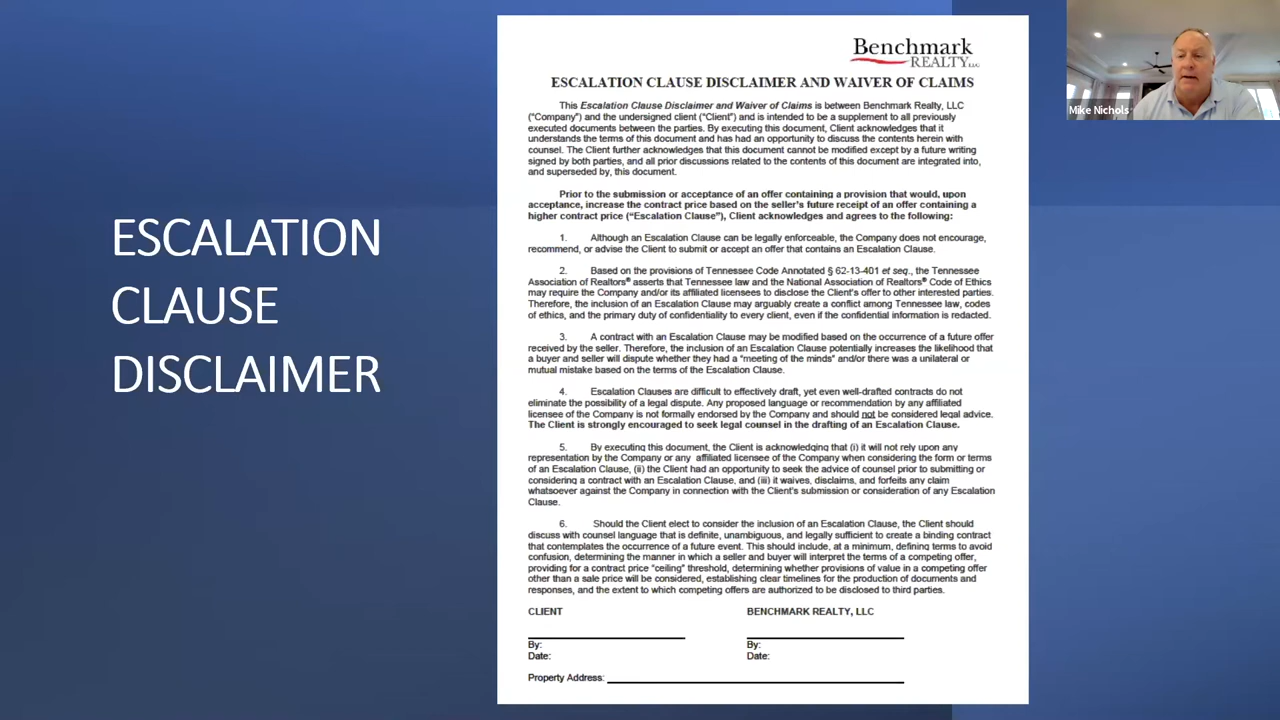 ESCALATION
CLAUSE
DISCLAIMER
Benchmark
REALTY, LLC
ESCALATION CLAUSE DISCLAIMER AND WAIVER OF CLAIMS
This Escalation Clause Disclaimer and Waiver of Claims is between Benchmark Realty, LLC
("Company") and the undersigned client ("Client") and is intended to be a supplement to all previously
executed documents between the parties. By executing this document, Client acknowledges that it
understands the terms of this document and has had an opportunity to discuss the contents herein with
counsel. The Client further acknowledges that this document cannot be modified except by a future writing
signed by both parties, and all prior discussions related to the contents of this document are integrated into,
and superseded by, this document.
Prior to the submission or acceptance of an offer containing a provision that would, upon
acceptance, increase the contract price based on the seller's future receipt of an offer containing a
higher contract price ("Escalation Clause"), Client acknowledges and agrees to the following:
1. Although an Escalation Clause can be legally enforceable, the Company does not encourage,
recommend, or advise the Client to submit or accept an offer that contains an Escalation Clause.
2. Based on the provisions of Tennessee Code Annotated § 62-13-401 et seq., the Tennessee
Association of Realtors® asserts that Tennessee law and the National Association of Realtors® Code of Ethics
may require the Company and/or its affiliated licensees to disclose the Client's offer to other interested parties.
Therefore, the inclusion of an Escalation Clause may arguably create a conflict among Tennessee law, codes
of ethics, and the primary duty of confidentiality to every client, even if the confidential information is redacted.
3. A contract with an Escalation Clause may be modified based on the occurrence of a future offer
received by the seller. Therefore, the inclusion of an Escalation Clause potentially increases the likelihood that
a buyer and seller will dispute whether they had a "meeting of the minds" and/or there was a unilateral or
mutual mistake based on the terms of the Escalation Clause.
4. Escalation Clauses are difficult to effectively draft, yet even well-drafted contracts do not
eliminate the possibility of a legal dispute. Any proposed language or recommendation by any affiliated
licensee of the Company is not formally endorsed by the Company and should not be considered legal advice.
The Client is strongly encouraged to seek legal counsel in the drafting of an Escalation Clause.
5. By executing this document, the Client is acknowledging that (i) it will not rely upon any
representation by the Company or any affiliated licensee of the Company when considering the form or terms
of an Escalation Clause, (ii) the Client had an opportunity to seek the advice of counsel prior to submitting or
considering a contract with an Escalation Clause, and (iii) it waives, disclaims, and forfeits any claim
whatsoever against the Company in connection with the Client's submission or consideration of any Escalation
Clause.
6. Should the Client elect to consider the inclusion of an Escalation Clause, the Client should
discuss with counsel language that is definite, unambiguous, and legally sufficient to create a binding contract
that contemplates the occurrence of a future event. This should include, at a minimum, defining terms to avoid
confusion, determining the manner in which a seller and buyer will interpret the terms of a competing offer,
providing for a contract price "ceiling" threshold, determining whether provisions of value in a competing offer
other than a sale price will be considered, establishing clear timelines for the production of documents and
responses, and the extent to which competing offers are authorized to be disclosed to third parties.
CLIENT
BENCHMARK REALTY, LLC
By:
By:
Date:
Date:
Property Address:
Mike Nichols